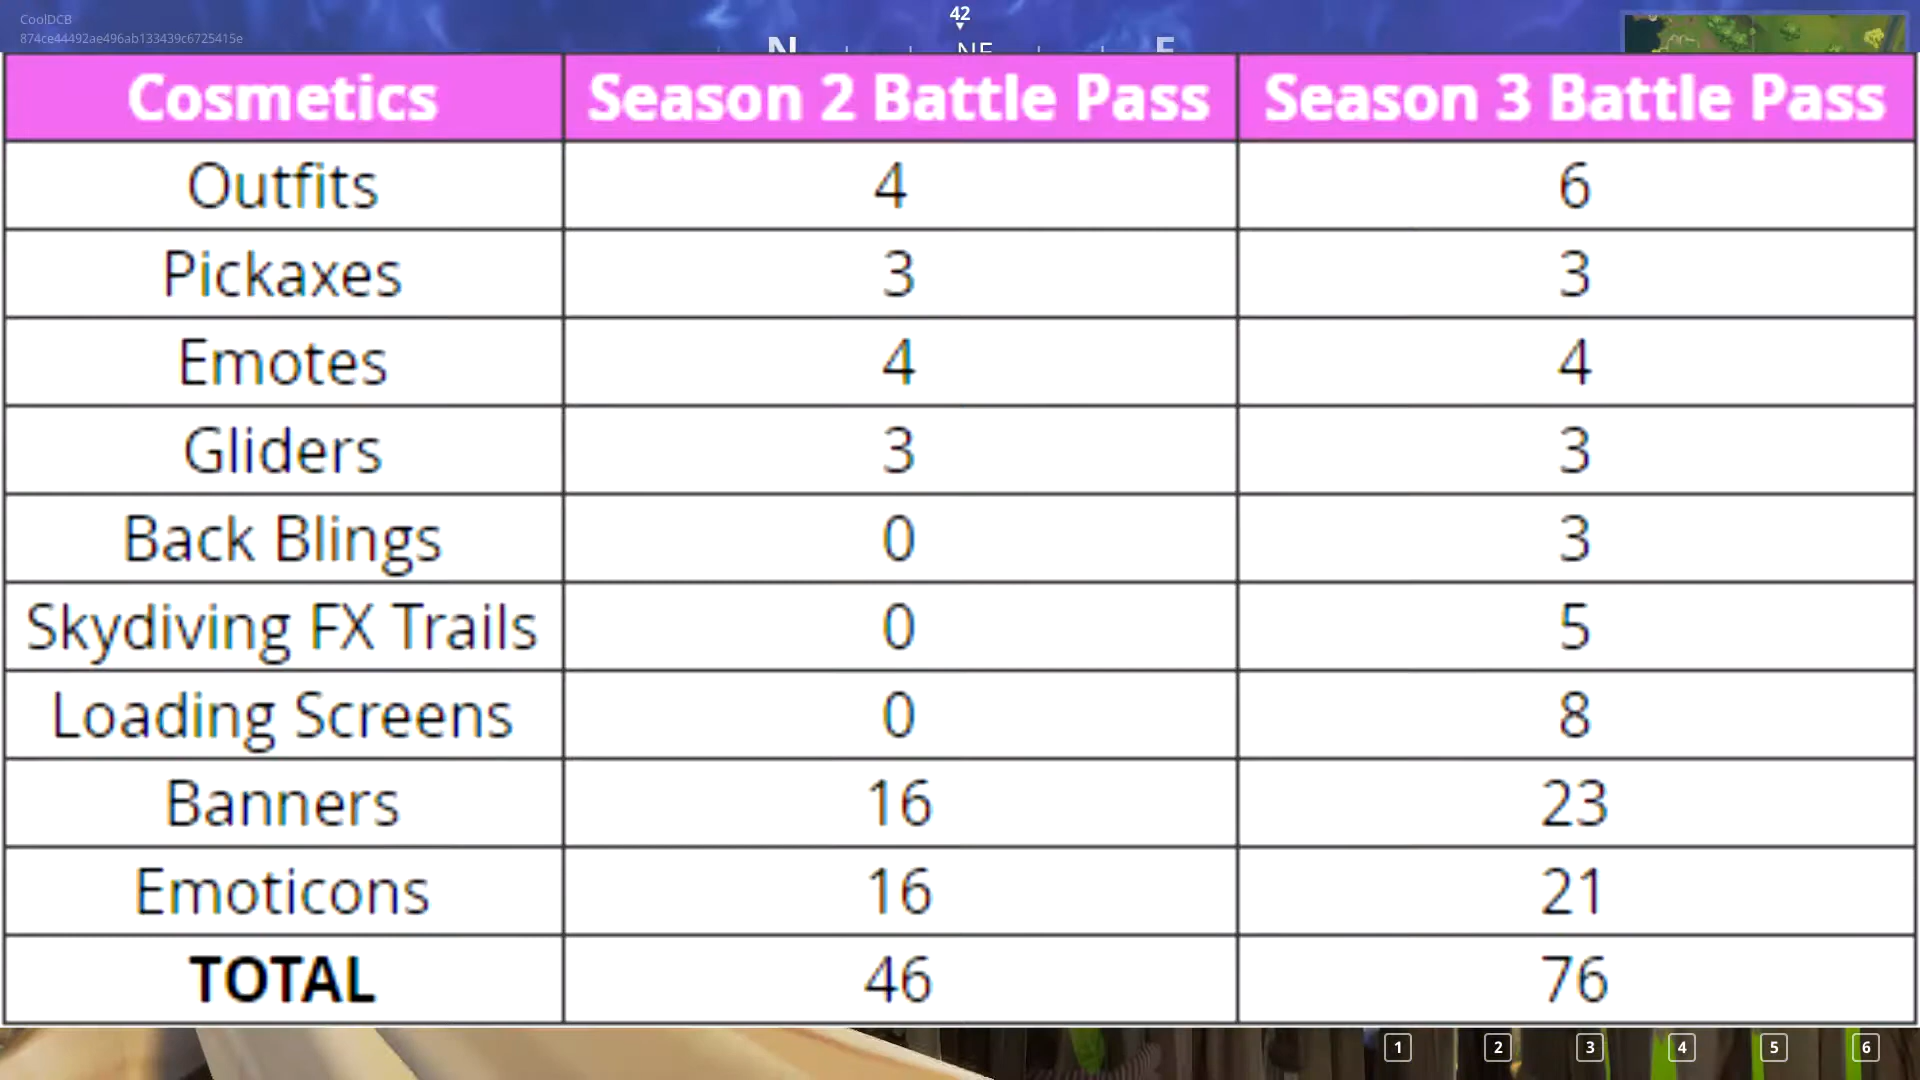 CoolDCB
874ce44492ae496ab133439c6725415e
42
N NE E
Cosmetics Season 2 Battle Pass Season 3 Battle Pass
Outfits 4 6
Pickaxes 3 3
Emotes 4 4
Gliders 3 3
Back Blings 0 3
Skydiving FX Trails 0 5
Loading Screens 0 8
Banners 16 23
Emoticons 16 21
TOTAL 46 76
1 2 3 4 5 6